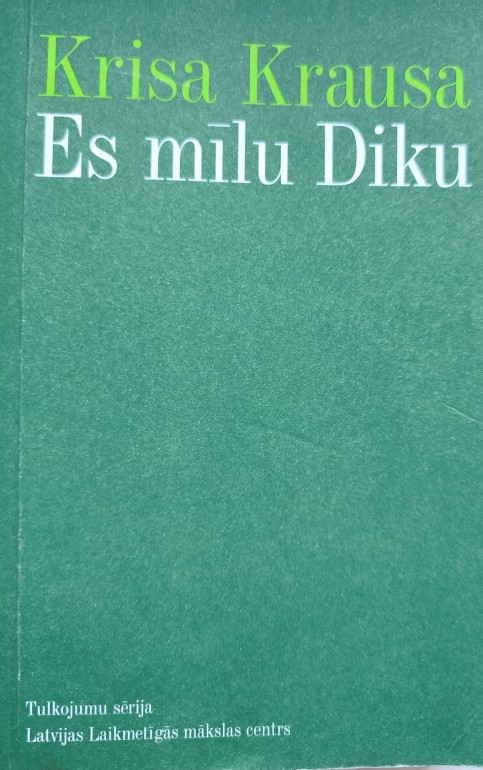 Krisa Krausa
Es mīlu Diku
Tulkojumu sērija
Latvijas Laikmetīgās mākslas centrs